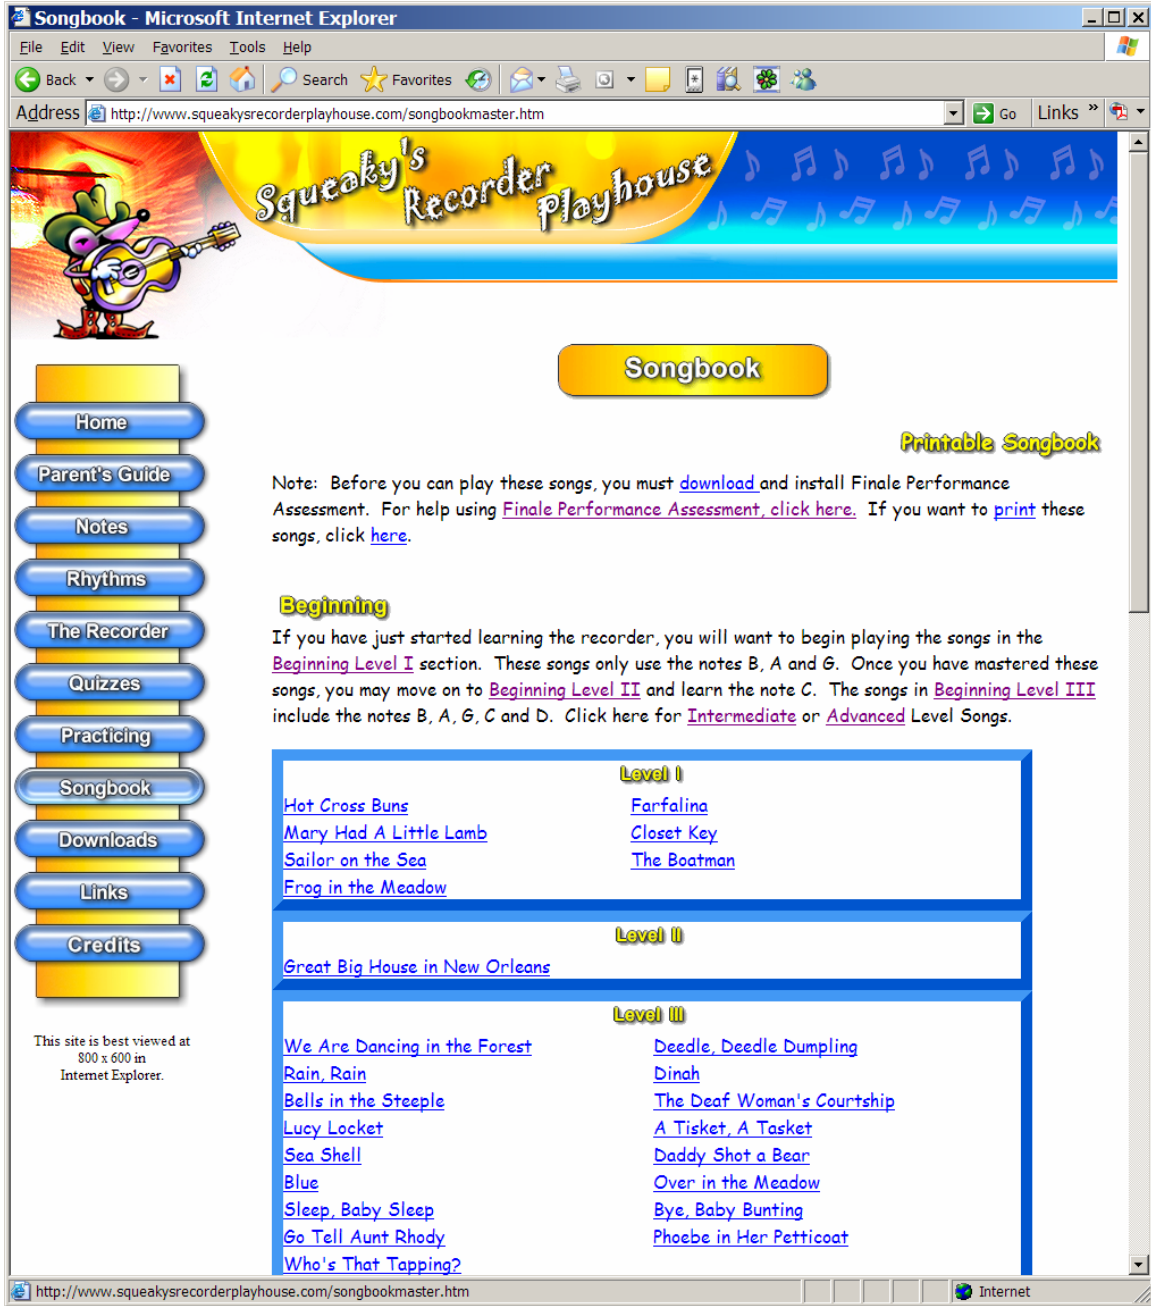 Songbook - Microsoft Internet Explorer
File Edit View Favorites Tools Help
Back Search Favorites
Address http://www.squeakysrecorderplayhouse.com/songbookmaster.htm Go Links »
Squeaky's Recorder Playhouse
Songbook
Home
Parent's Guide
Notes
Rhythms
The Recorder
Quizzes
Practicing
Songbook
Downloads
Links
Credits
This site is best viewed at
800 x 600 in
Internet Explorer.
Printable Songbook
Note: Before you can play these songs, you must download and install Finale Performance
Assessment. For help using Finale Performance Assessment, click here. If you want to print these
songs, click here.
Beginning
If you have just started learning the recorder, you will want to begin playing the songs in the
Beginning Level I section. These songs only use the notes B, A and G. Once you have mastered these
songs, you may move on to Beginning Level II and learn the note C. The songs in Beginning Level III
include the notes B, A, G, C and D. Click here for Intermediate or Advanced Level Songs.
Level I
Hot Cross Buns Farfalina
Mary Had A Little Lamb Closet Key
Sailor on the Sea The Boatman
Frog in the Meadow
Level II
Great Big House in New Orleans
Level III
We Are Dancing in the Forest Deedle, Deedle Dumpling
Rain, Rain Dinah
Bells in the Steeple The Deaf Woman's Courtship
Lucy Locket A Tisket, A Tasket
Sea Shell Daddy Shot a Bear
Blue Over in the Meadow
Sleep, Baby Sleep Bye, Baby Bunting
Go Tell Aunt Rhody Phoebe in Her Petticoat
Who's That Tapping?
http://www.squeakysrecorderplayhouse.com/songbookmaster.htm Internet